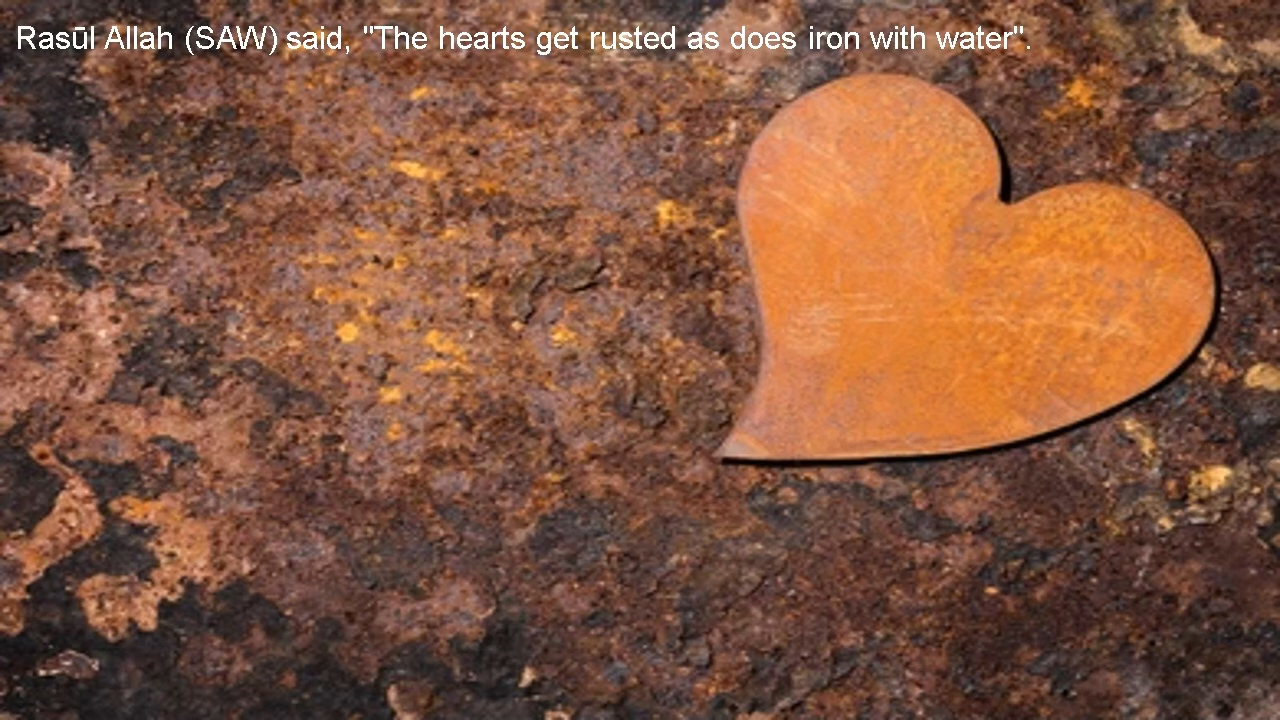 Rasūl Allah (SAW) said, "The hearts get rusted as does iron with water".